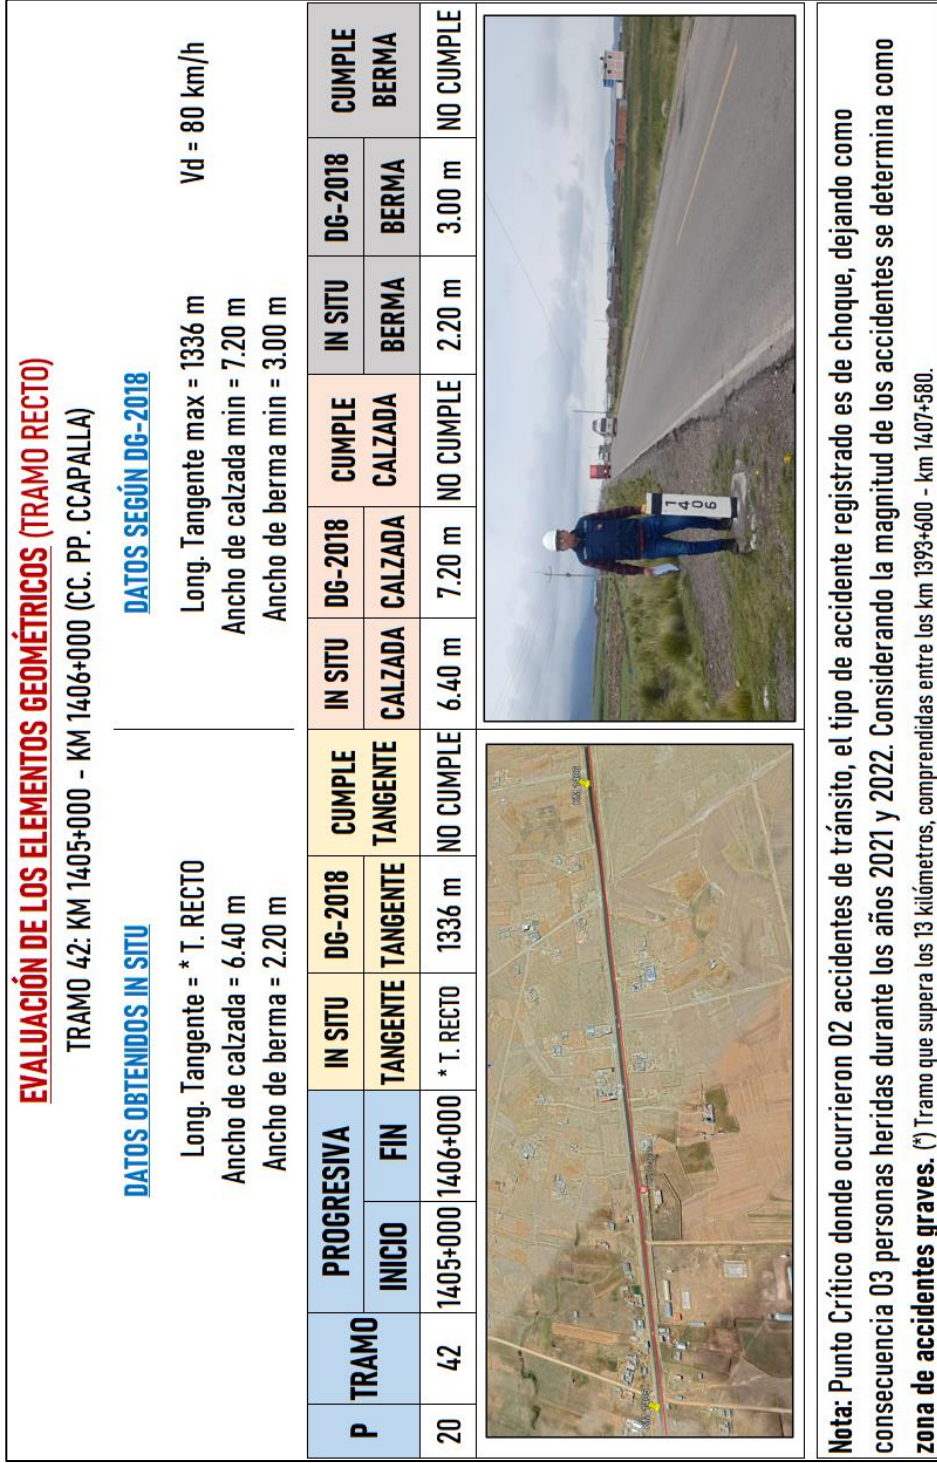 EVALUACIÓN DE LOS ELEMENTOS GEOMÉTRICOS (TRAMO RECTO)
TRAMO 42: KM 1405+000 - KM 1406+000 (CC. PP. CCAPALLA)
DATOS OBTENIDOS IN SITU
Long. Tangente = * T. RECTO
Ancho de calzada = 6.40 m
Ancho de berma = 2.20 m
DATOS SEGÚN DG-2018
Long. Tangente max = 1336 m
Ancho de calzada min = 7.20 m
Ancho de berma min = 3.00 m
Vd = 80 km/h
P TRAMO PROGRESIVA IN SITU DG-2018 CUMPLE IN SITU DG-2018 CUMPLE IN SITU DG-2018 CUMPLE
INICIO FIN TANGENTE TANGENTE TANGENTE CALZADA CALZADA CALZADA BERMA BERMA BERMA
20 42 1405+000 1406+000 * T. RECTO 1336 m NO CUMPLE 6.40 m 7.20 m NO CUMPLE 2.20 m 3.00 m NO CUMPLE
KM 1405
KM 1406
1406
Nota: Punto Crítico donde ocurrieron 02 accidentes de tránsito, el tipo de accidente registrado es de choque, dejando como
consecuencia 03 personas heridas durante los años 2021 y 2022. Considerando la magnitud de los accidentes se determina como
zona de accidentes graves. (*) Tramo que supera los 13 kilómetros, comprendidas entre los km 1393+600 - km 1407+580.